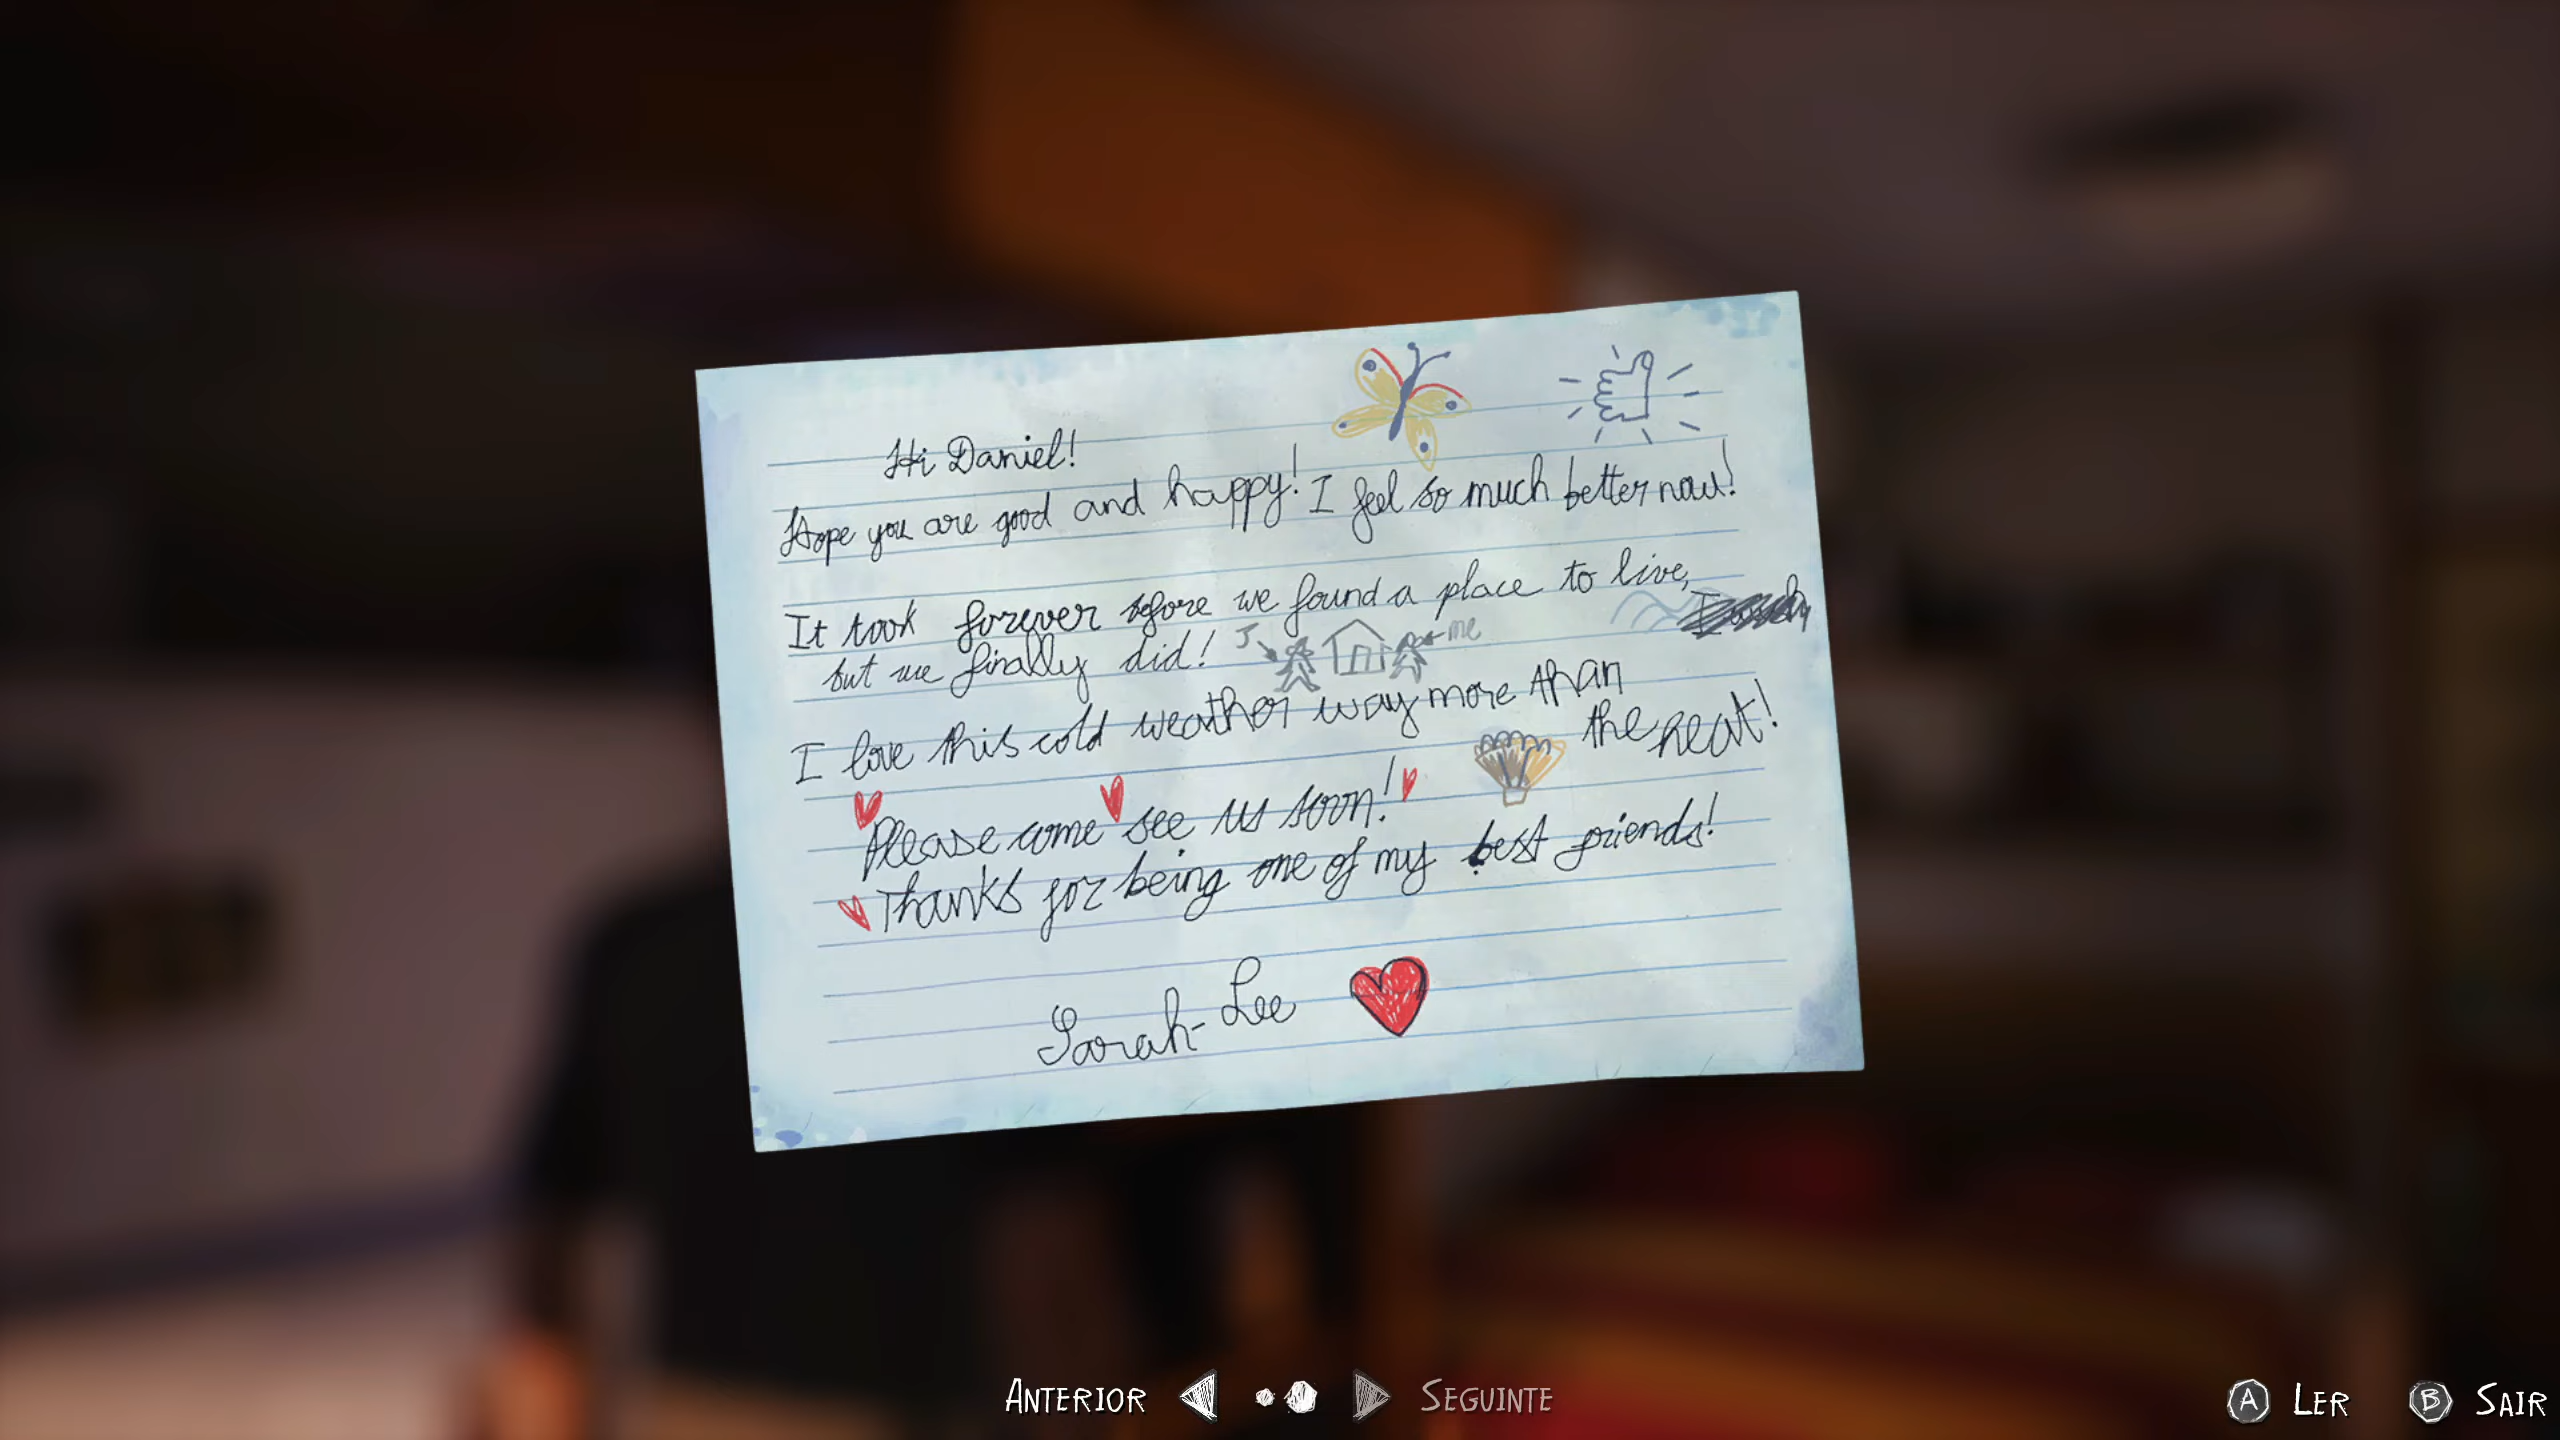 Hi Daniel!
Hope you are good and happy! I feel so much better now!
It took forever before we found a place to live,
but we finally did! J me
I love this cold weather way more than
the heat!
Please come see us soon!
Thanks for being one of my best friends!
Sarah-Lee
ANTERIOR SEGUINTE
A LER B SAIR